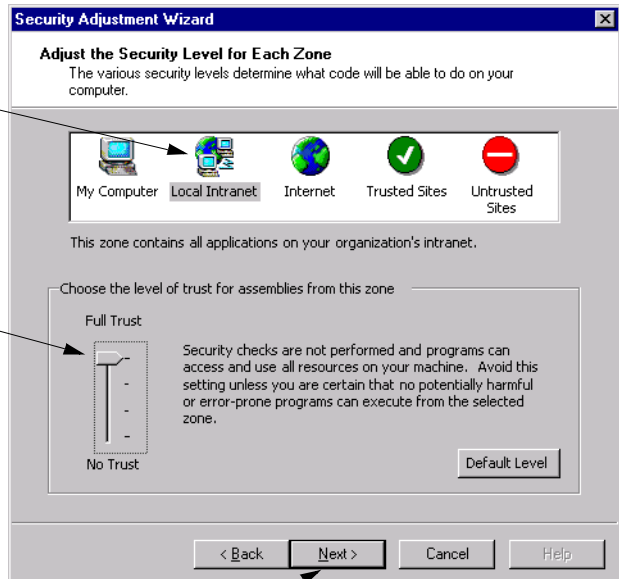 Security Adjustment Wizard
Adjust the Security Level for Each Zone
The various security levels determine what code will be able to do on your
computer.
My Computer Local Intranet Internet Trusted Sites Untrusted
Sites
This zone contains all applications on your organization's intranet.
Choose the level of trust for assemblies from this zone
Full Trust
Security checks are not performed and programs can
access and use all resources on your machine. Avoid this
setting unless you are certain that no potentially harmful
or error-prone programs can execute from the selected
zone.
No Trust
Default Level
< Back Next > Cancel Help